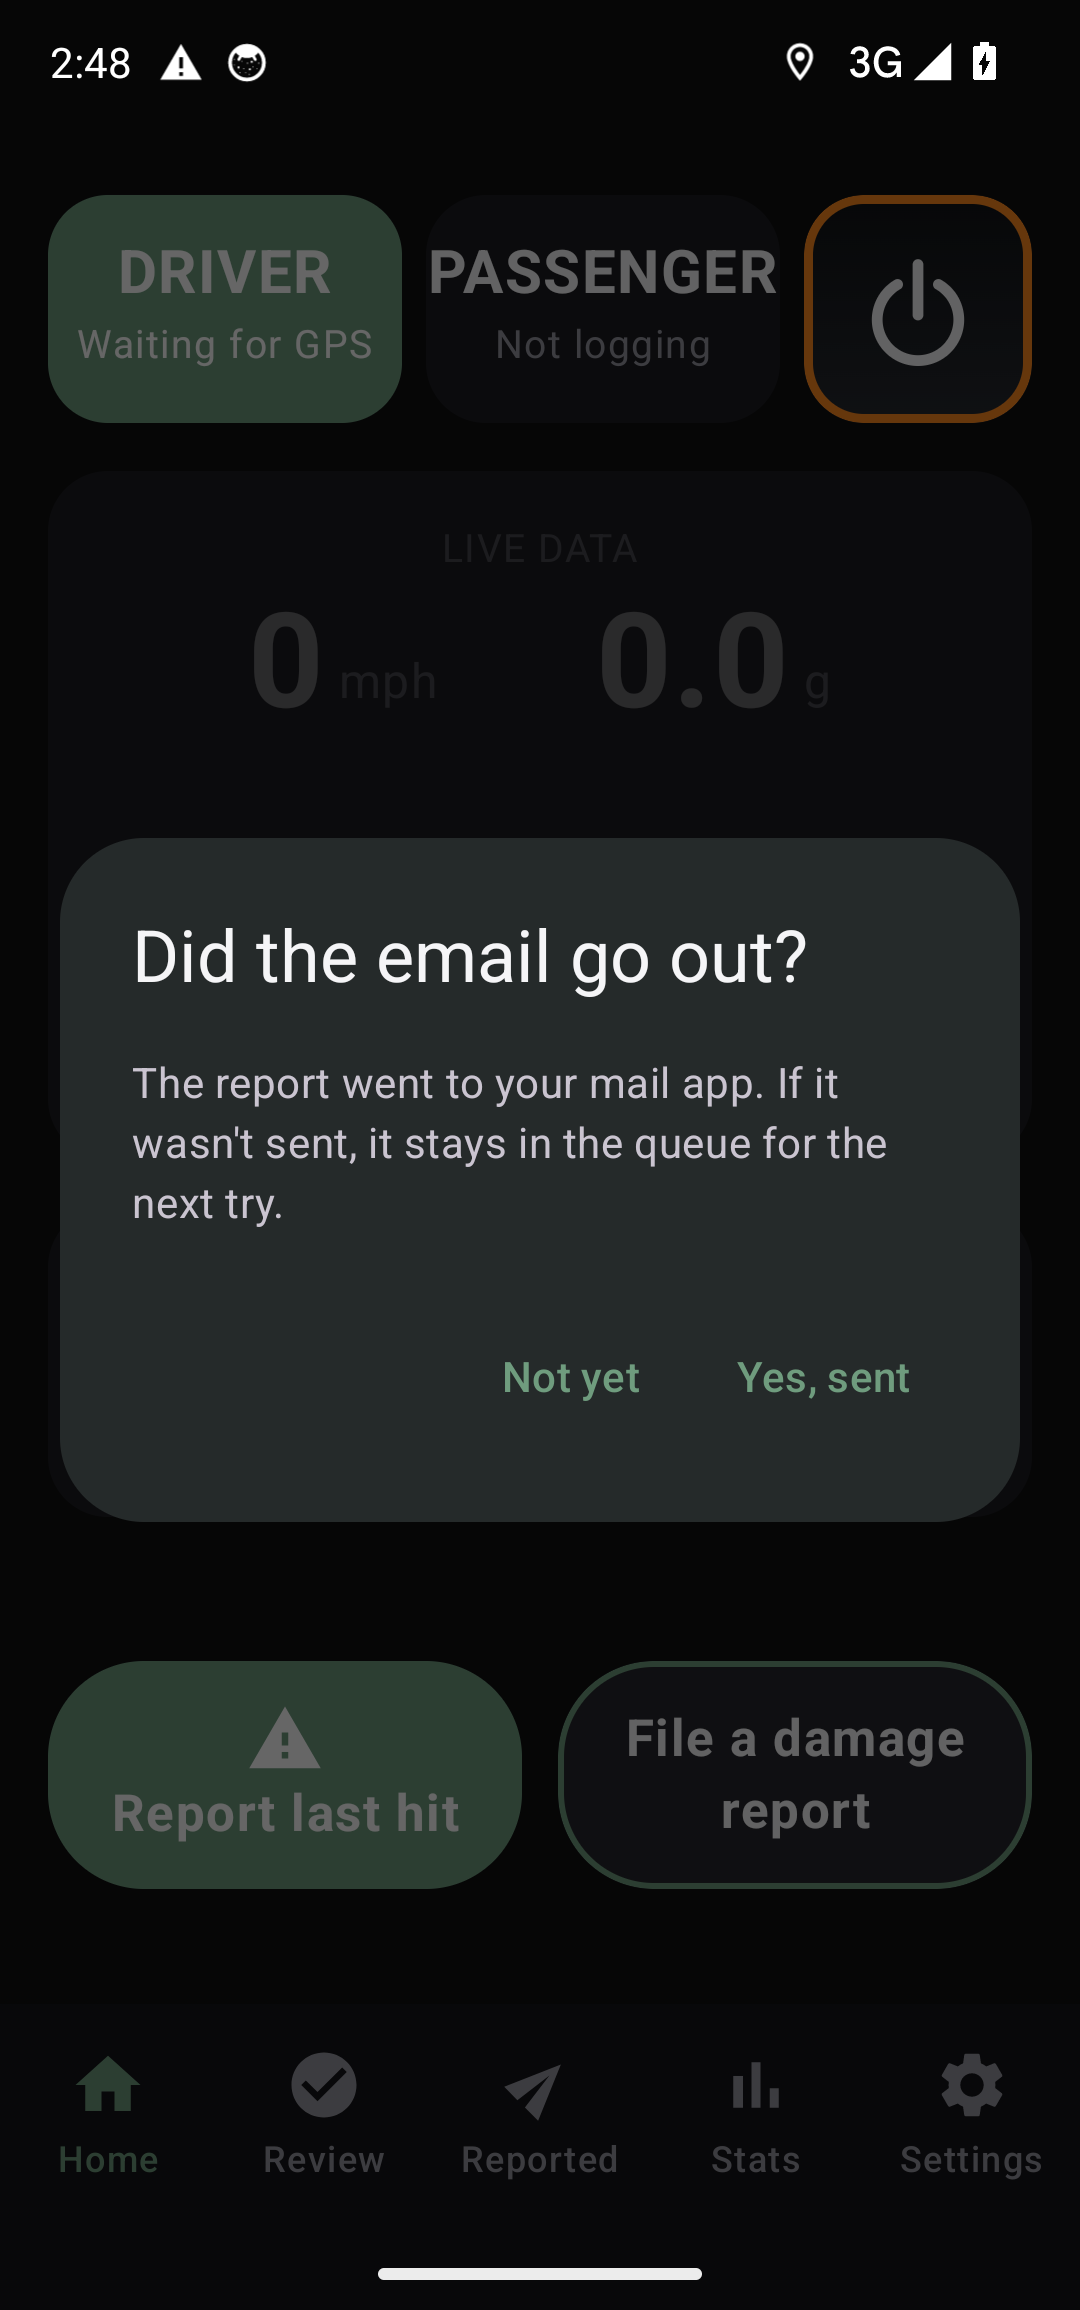 2:48
3G
DRIVER
Waiting for GPS
PASSENGER
Not logging
LIVE DATA
0 mph
0.0 g
Did the email go out?
The report went to your mail app. If it
wasn't sent, it stays in the queue for the
next try.
Not yet
Yes, sent
Report last hit
File a damage
report
Home
Review
Reported
Stats
Settings